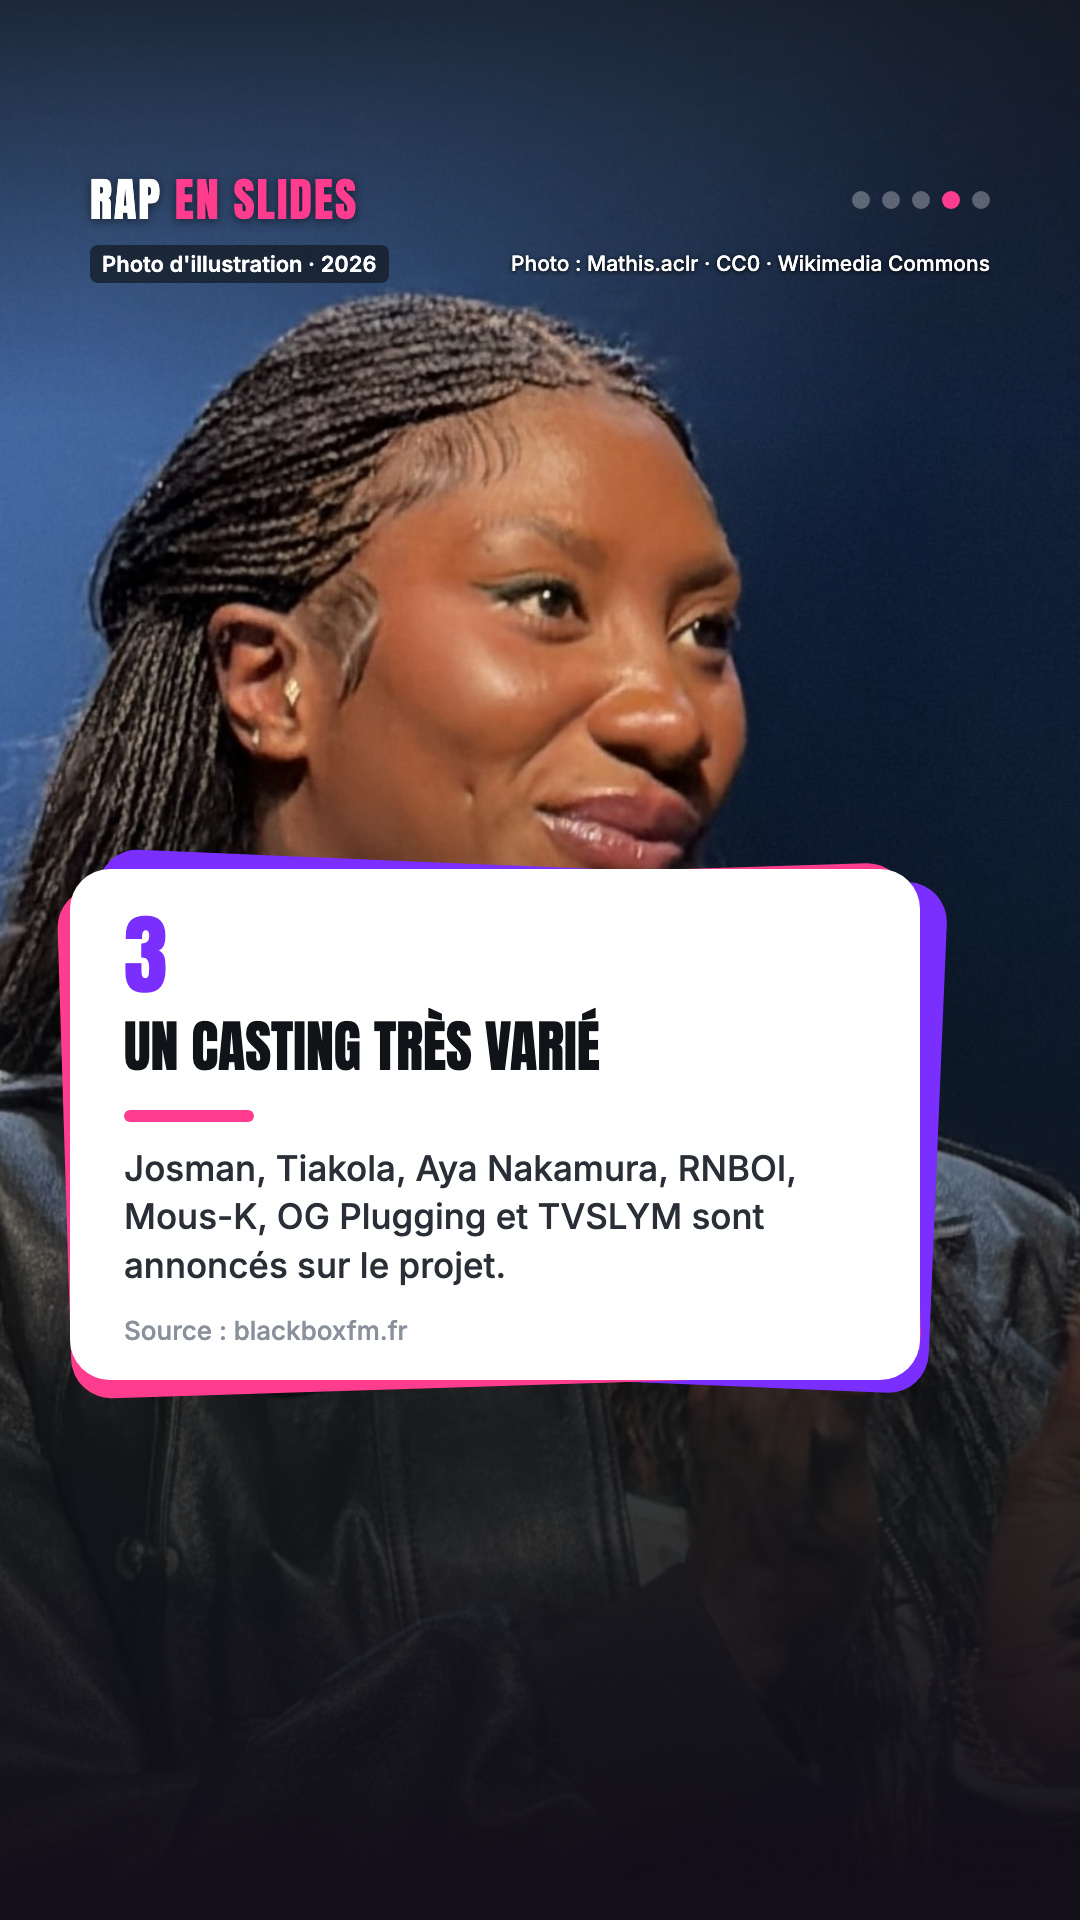 RAP EN SLIDES
Photo d'illustration · 2026
Photo : Mathis.aclr · CC0 · Wikimedia Commons
3
UN CASTING TRÈS VARIÉ
Josman, Tiakola, Aya Nakamura, RNBOI,
Mous-K, OG Plugging et TVSLYM sont
annoncés sur le projet.
Source : blackboxfm.fr